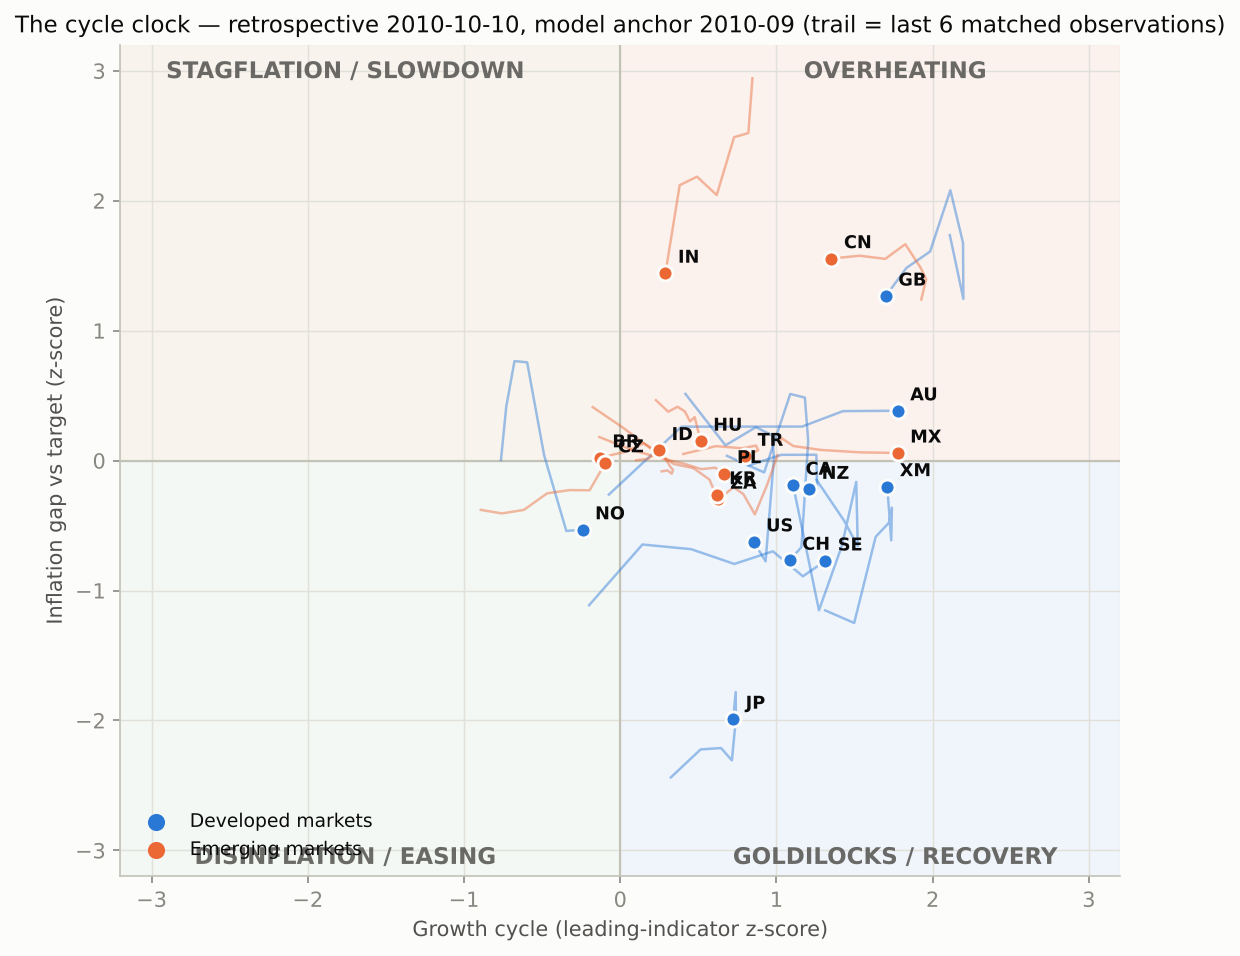 The cycle clock — retrospective 2010-10-10, model anchor 2010-09 (trail = last 6 matched observations)
STAGFLATION / SLOWDOWN
OVERHEATING
3
2
1
0
−1
−2
−3
Inflation gap vs target (z-score)
IN
CN
GB
AU
HU
ID
BR
CZ
TR
MX
PL
XM
CA
NZ
KR
ZA
NO
US
CH
SE
JP
Developed markets
Emerging markets
DISINFLATION / EASING
GOLDILOCKS / RECOVERY
−3
−2
−1
0
1
2
3
Growth cycle (leading-indicator z-score)